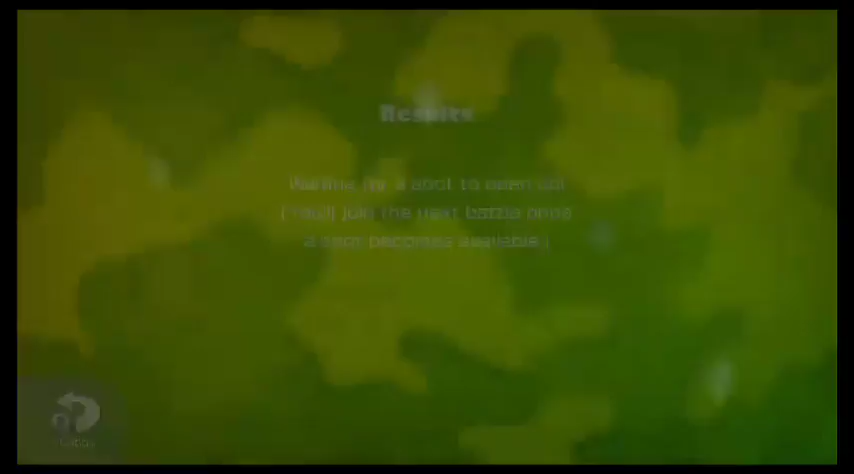 Results
Waiting for a spot to open up.
(You'll join the next battle once
a spot becomes available.)